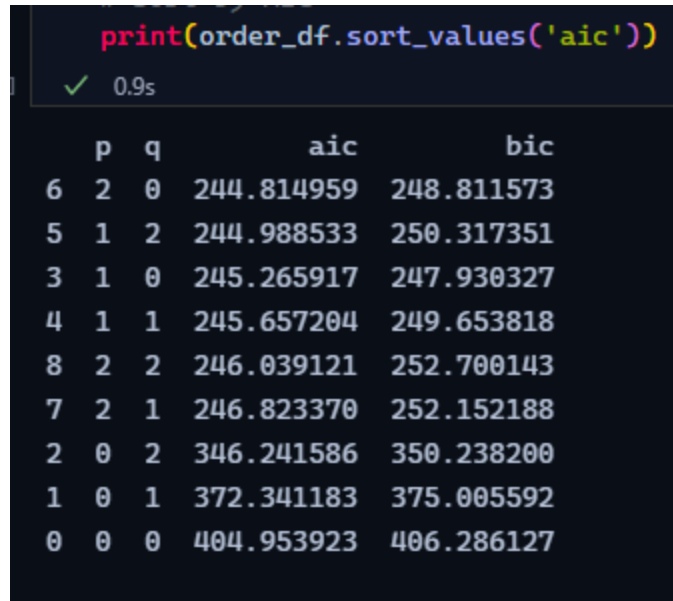 print(order_df.sort_values('aic'))
0.9s
p q aic bic
6 2 0 244.814959 248.811573
5 1 2 244.988533 250.317351
3 1 0 245.265917 247.930327
4 1 1 245.657204 249.653818
8 2 2 246.039121 252.700143
7 2 1 246.823370 252.152188
2 0 2 346.241586 350.238200
1 0 1 372.341183 375.005592
0 0 0 404.953923 406.286127